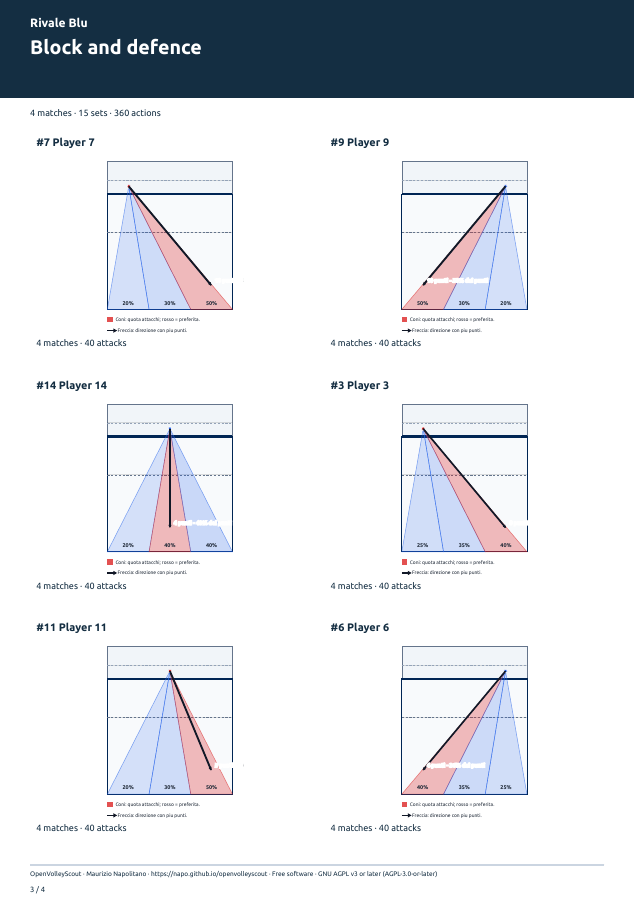 Rivale Blu
Block and defence
4 matches · 15 sets · 360 actions
#7 Player 7
20% 30% 50%
Coni: quota attacchi; rosso = preferita.
Freccia: direzione con piu punti.
4 matches · 40 attacks
#9 Player 9
50% 30% 20%
Coni: quota attacchi; rosso = preferita.
Freccia: direzione con piu punti.
4 matches · 40 attacks
#14 Player 14
20% 40% 40%
Coni: quota attacchi; rosso = preferita.
Freccia: direzione con piu punti.
4 matches · 40 attacks
#3 Player 3
25% 35% 40%
Coni: quota attacchi; rosso = preferita.
Freccia: direzione con piu punti.
4 matches · 40 attacks
#11 Player 11
20% 30% 50%
Coni: quota attacchi; rosso = preferita.
Freccia: direzione con piu punti.
4 matches · 40 attacks
#6 Player 6
40% 35% 25%
Coni: quota attacchi; rosso = preferita.
Freccia: direzione con piu punti.
4 matches · 40 attacks
OpenVolleyScout · Maurizio Napolitano · https://napo.github.io/openvolleyscout · Free software · GNU AGPL v3 or later (AGPL-3.0-or-later)
3 / 4